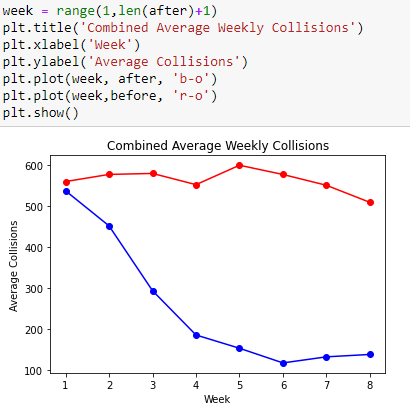 week = range(1,len(after)+1)
plt.title('Combined Average Weekly Collisions')
plt.xlabel('Week')
plt.ylabel('Average Collisions')
plt.plot(week, after, 'b-o')
plt.plot(week,before, 'r-o')
plt.show()
Combined Average Weekly Collisions
600
500
400
300
200
100
Average Collisions
1 2 3 4 5 6 7 8
Week